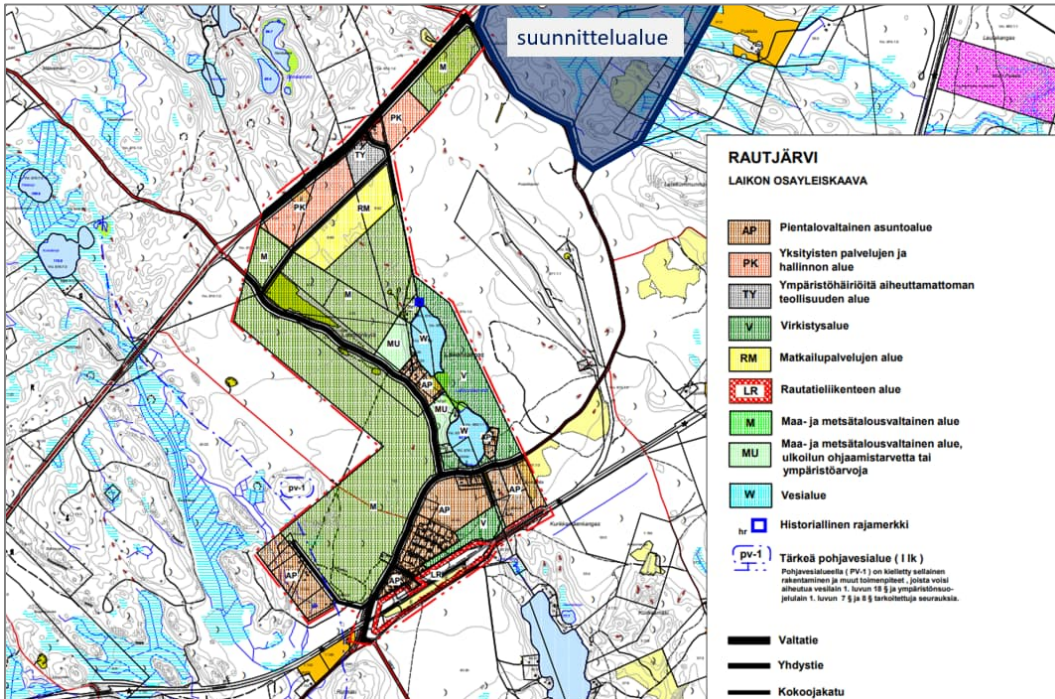 suunnittelualue
M
PK
TY
PK
RM
M
M
MU
W
V
AP
MU
W
AP
pv-1
M
AP
AP
V
AP
LR
AP
RAUTJÄRVI
LAIKON OSAYLEISKAAVA
AP Pientalovaltainen asuntoalue
PK Yksityisten palvelujen ja
hallinnon alue
TY Ympäristöhäiriöitä aiheuttamattoman
teollisuuden alue
V Virkistysalue
RM Matkailupalvelujen alue
LR Rautatieliikenteen alue
M Maa- ja metsätalousvaltainen alue
MU Maa- ja metsätalousvaltainen alue,
ulkoilun ohjaamistarvetta tai
ympäristöarvoja
W Vesialue
hr Historiallinen rajamerkki
pv-1 Tärkeä pohjavesialue ( I lk )
Pohjavesialueella ( PV-1 ) on kielletty sellainen
rakentaminen ja muut toimenpiteet , joista voisi
aiheutua vesilain 1. luvun 18 § ja ympäristönsuo-
jelulain 1. luvun 7 § ja 8 § tarkoitettuja seurauksia.
Valtatie
Yhdystie
Kokoojakatu